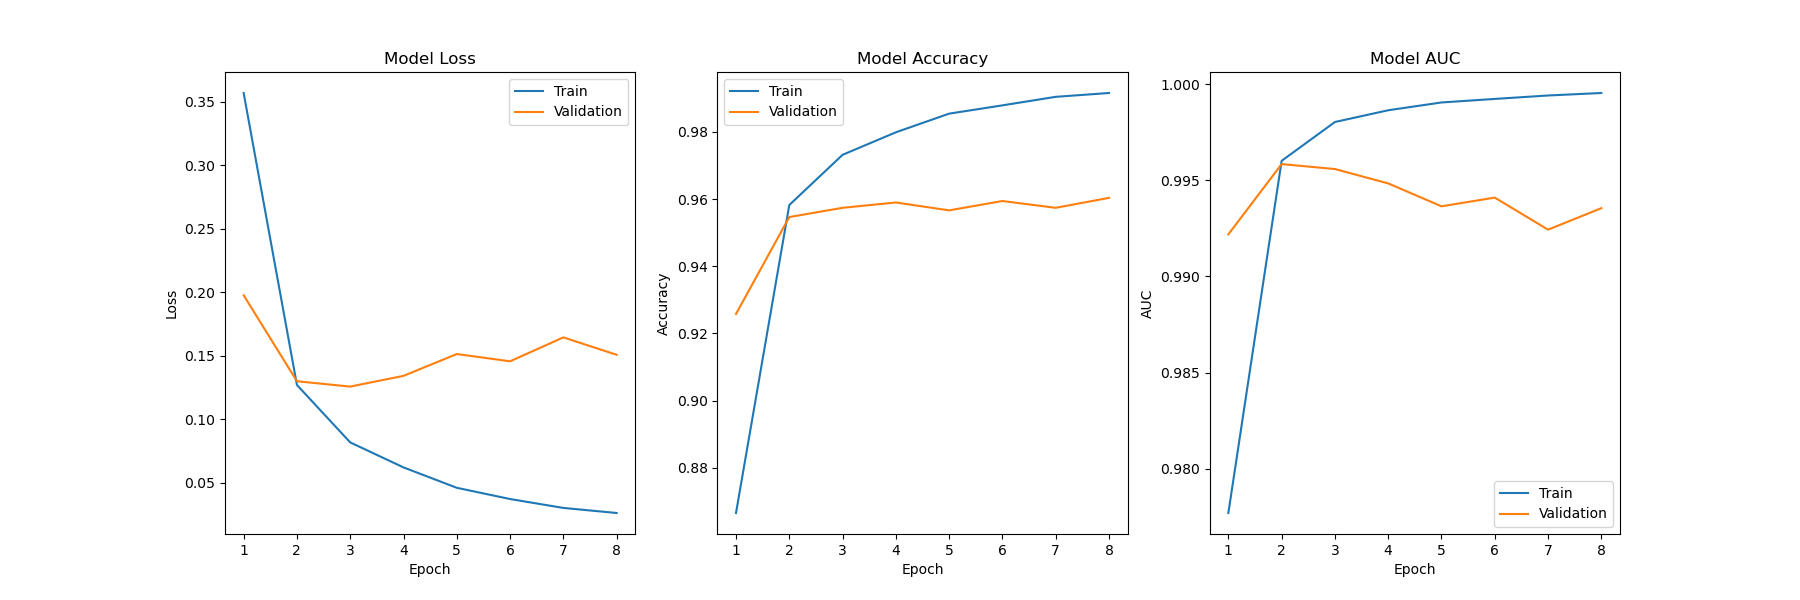 Model Loss
Train
Validation
0.35
0.30
0.25
0.20
0.15
0.10
0.05
Loss
1 2 3 4 5 6 7 8
Epoch
Model Accuracy
Train
Validation
0.98
0.96
0.94
0.92
0.90
0.88
Accuracy
1 2 3 4 5 6 7 8
Epoch
Model AUC
1.000
0.995
0.990
0.985
0.980
AUC
Train
Validation
1 2 3 4 5 6 7 8
Epoch